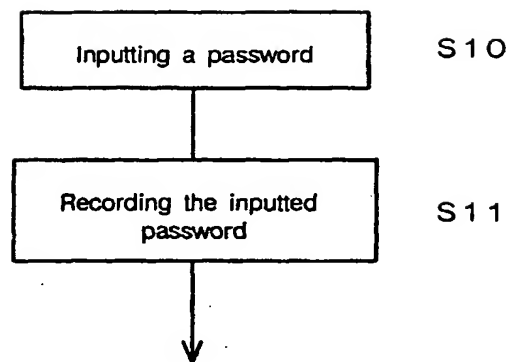 Inputting a password
S10
Recording the inputted
password
S11